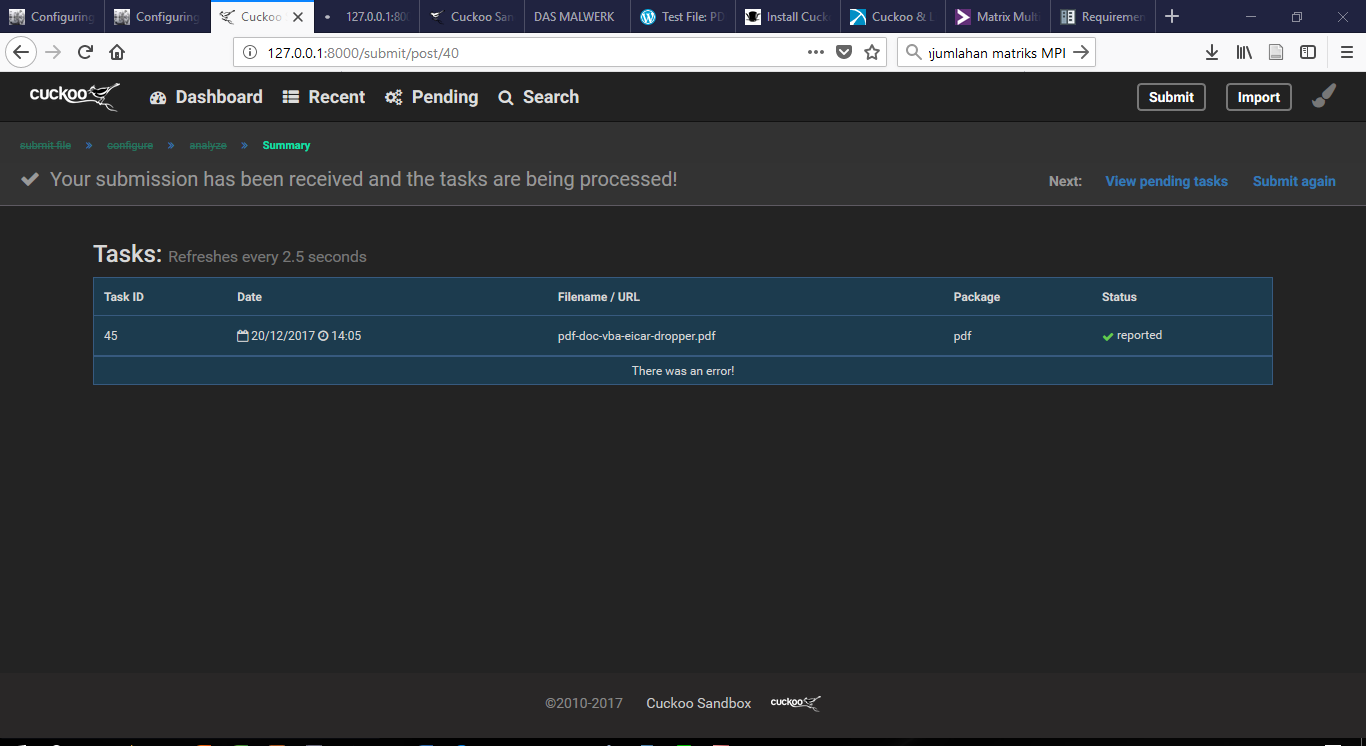 Configuring
Configuring
Cuckoo
127.0.0.1:80
Cuckoo San
DAS MALWERK
Test File: PD
Install Cuck
Cuckoo & L
Matrix Mult
Requiremen
127.0.0.1:8000/submit/post/40
jumlahan matriks MPI
cuckoo
Dashboard
Recent
Pending
Search
Submit
Import
submit file » configure » analyze » Summary
Your submission has been received and the tasks are being processed!
Next: View pending tasks Submit again
Tasks: Refreshes every 2.5 seconds
Task ID Date Filename / URL Package Status
45 20/12/2017 14:05 pdf-doc-vba-eicar-dropper.pdf pdf reported
There was an error!
©2010-2017 Cuckoo Sandbox cuckoo